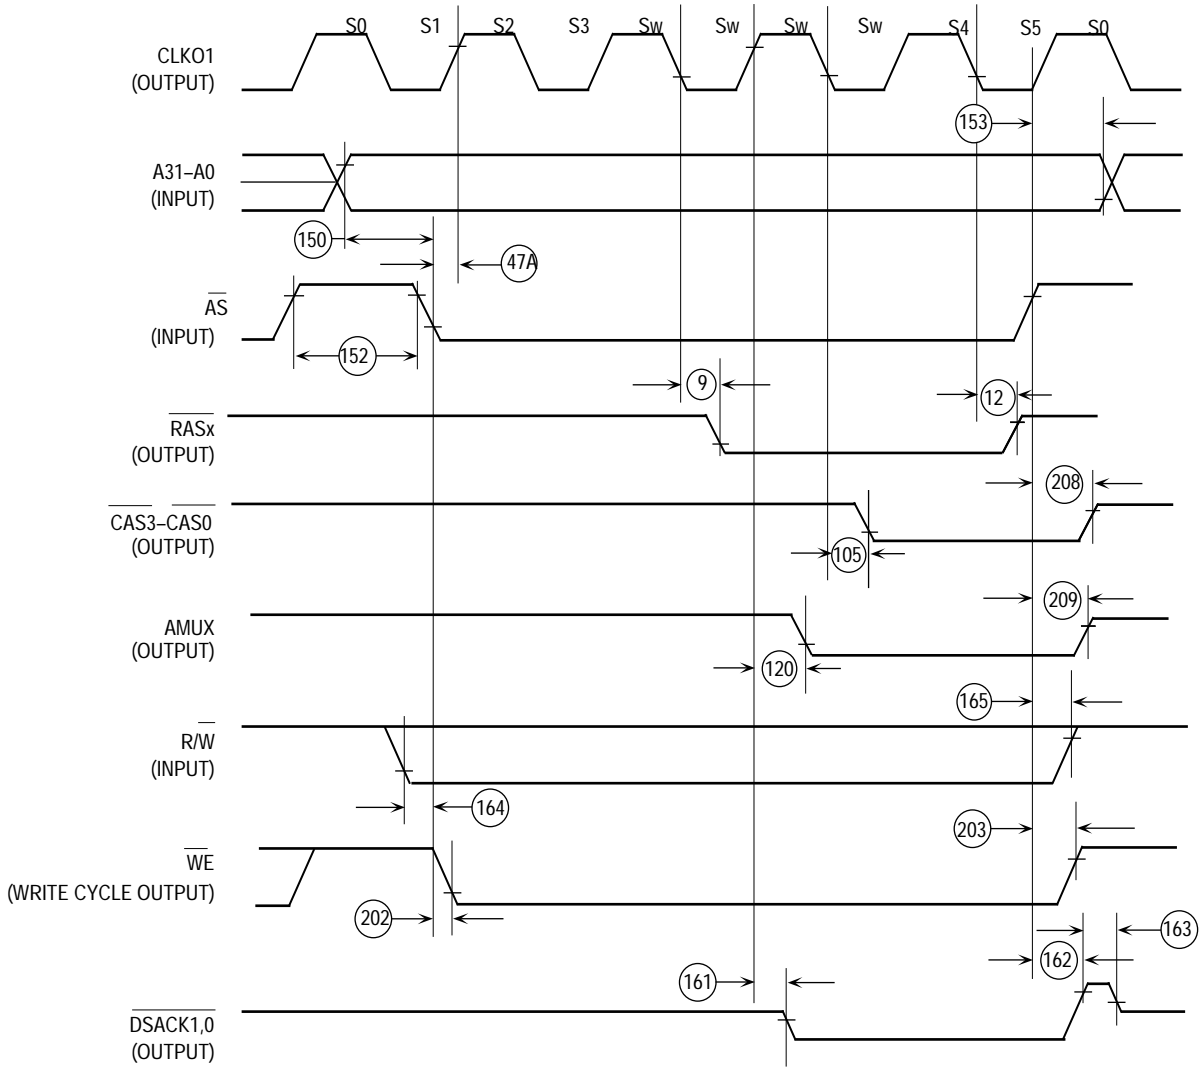 S0 S1 S2 S3 Sw Sw Sw Sw S4 S5 S0
CLKO1
(OUTPUT)
153
A31–A0
(INPUT)
150
47A
AS
(INPUT)
152
9
12
RASx
(OUTPUT)
208
CAS3–CAS0
(OUTPUT)
105
209
AMUX
(OUTPUT)
120
165
R/W
(INPUT)
164
203
WE
(WRITE CYCLE OUTPUT)
202
163
162
161
DSACK1,0
(OUTPUT)